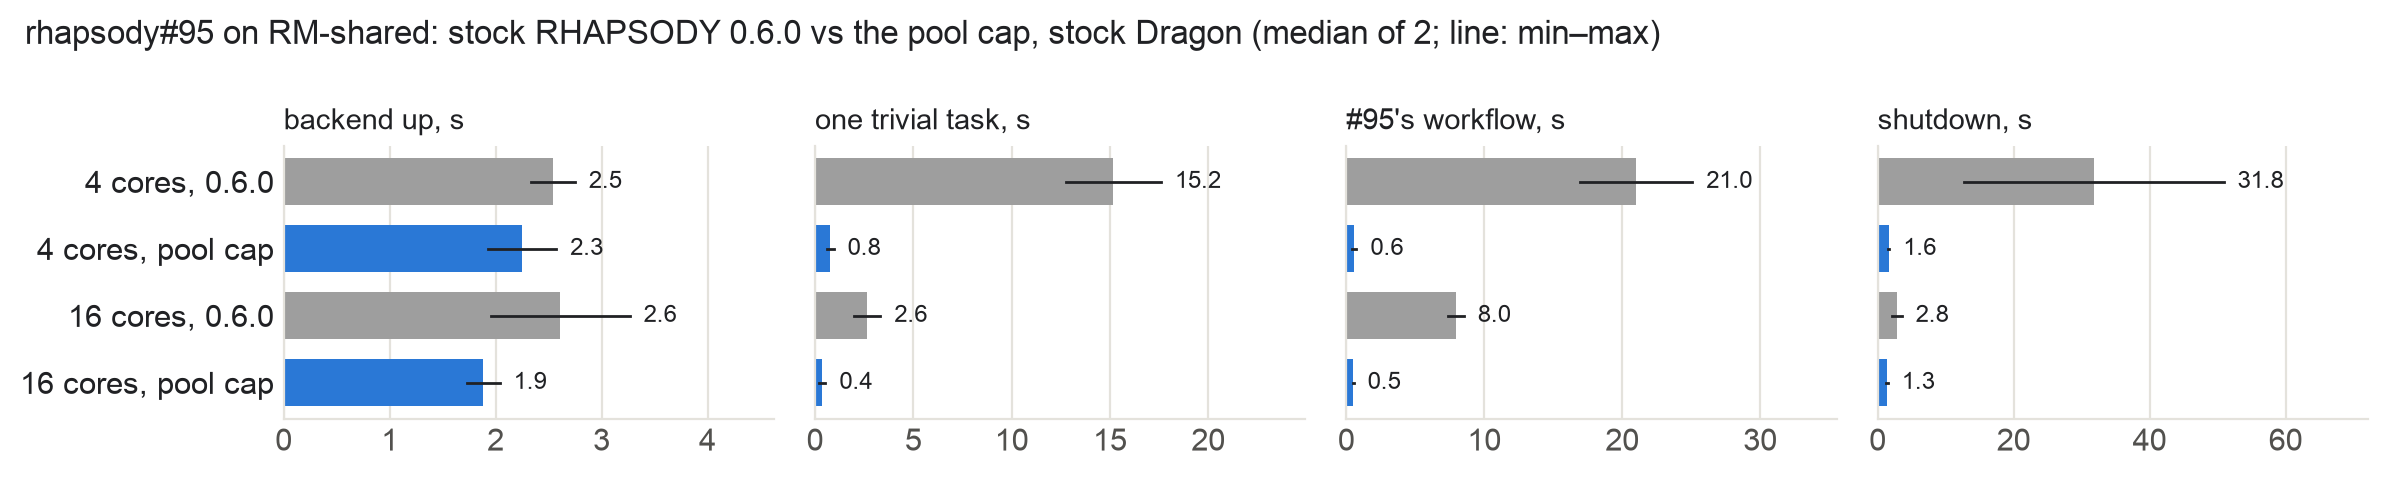 rhapsody#95 on RM-shared: stock RHAPSODY 0.6.0 vs the pool cap, stock Dragon (median of 2; line: min–max)
backend up, s
one trivial task, s
#95's workflow, s
shutdown, s
4 cores, 0.6.0
2.5
15.2
21.0
31.8
4 cores, pool cap
2.3
0.8
0.6
1.6
16 cores, 0.6.0
2.6
2.6
8.0
2.8
16 cores, pool cap
1.9
0.4
0.5
1.3
0 1 2 3 4
0 5 10 15 20
0 10 20 30
0 20 40 60